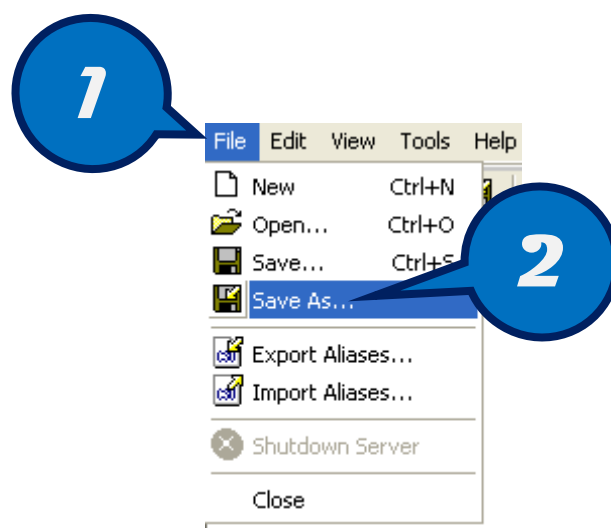 1
File Edit View Tools Help
New Ctrl+N
Open... Ctrl+O
Save... Ctrl+S
2
Save As...
Export Aliases...
Import Aliases...
Shutdown Server
Close